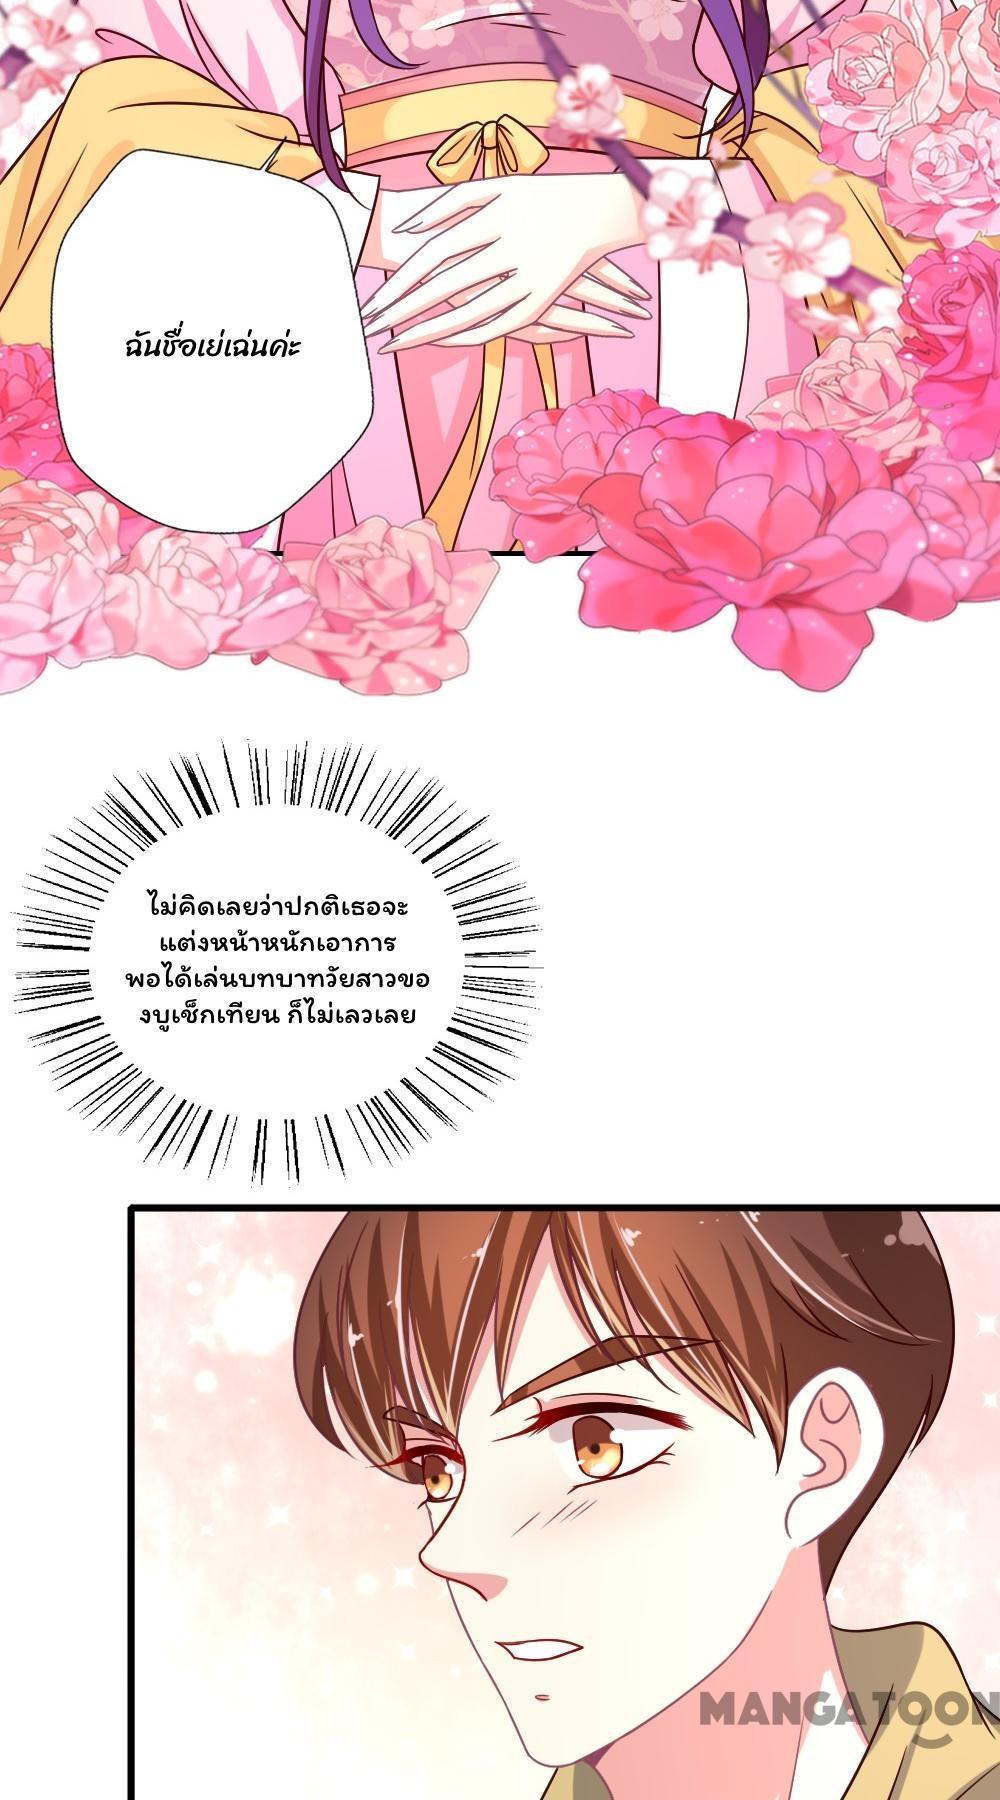 ฉันชื่อเย่เฉ่นค่ะ
ไม่คิดเลยว่าปกติเธอจะ
แต่งหน้าหนักเอาการ
พอได้เล่นบทบาทวัยสาวขอ
งบูเช็กเทียน ก็ไม่เลวเลย
MANGATOON